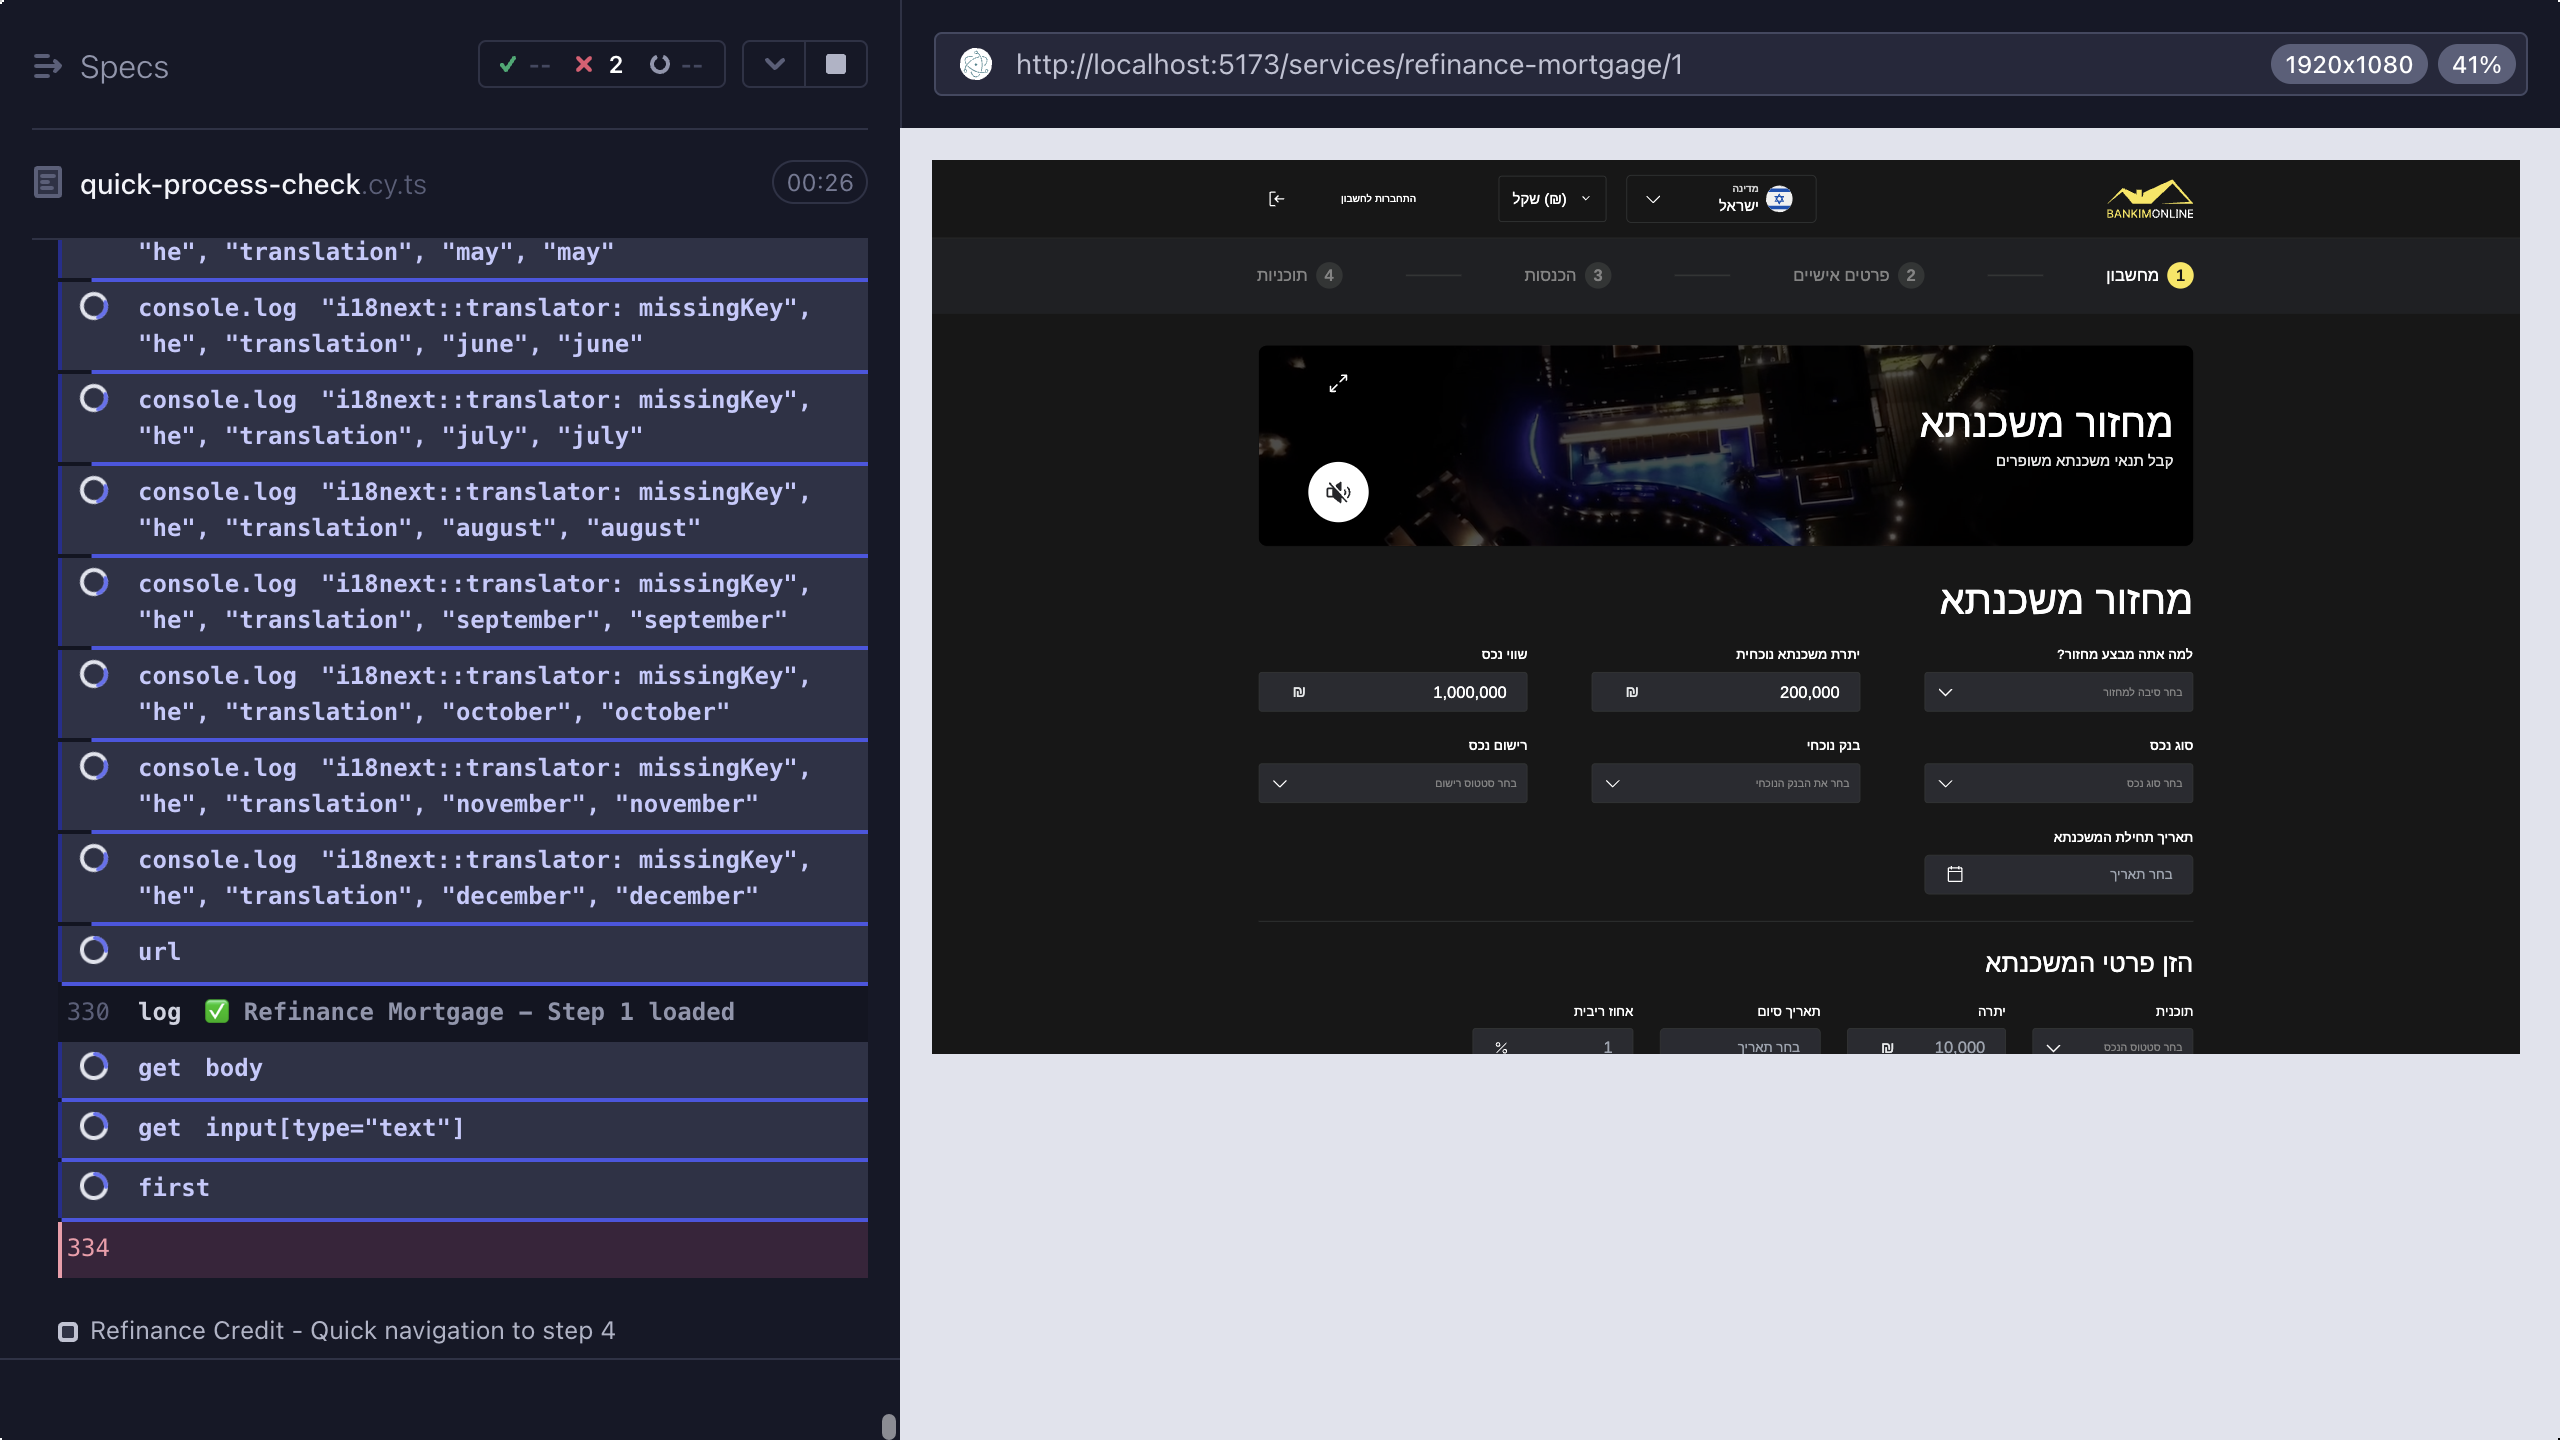 Specs
-- 2 --
quick-process-check.cy.ts 00:26
"he", "translation", "may", "may"
console.log "i18next::translator: missingKey",
"he", "translation", "june", "june"
console.log "i18next::translator: missingKey",
"he", "translation", "july", "july"
console.log "i18next::translator: missingKey",
"he", "translation", "august", "august"
console.log "i18next::translator: missingKey",
"he", "translation", "september", "september"
console.log "i18next::translator: missingKey",
"he", "translation", "october", "october"
console.log "i18next::translator: missingKey",
"he", "translation", "november", "november"
console.log "i18next::translator: missingKey",
"he", "translation", "december", "december"
url
330 log ✅ Refinance Mortgage – Step 1 loaded
get body
get input[type="text"]
first
334
Refinance Credit - Quick navigation to step 4
http://localhost:5173/services/refinance-mortgage/1 1920x1080 41%
BANKIMONLINE
מדינה
ישראל
שקל (₪)
התחברות לחשבון
1 מחשבון
2 פרטים אישיים
3 הכנסות
4 תוכניות
מחזור משכנתא
קבל תנאי משכנתא משופרים
מחזור משכנתא
למה אתה מבצע מחזור?
בחר סיבה למחזור
יתרת משכנתא נוכחית
200,000 ₪
שווי נכס
1,000,000 ₪
סוג נכס
בחר סוג נכס
בנק נוכחי
בחר את הבנק הנוכחי
רישום נכס
בחר סטטוס רישום
תאריך תחילת המשכנתא
בחר תאריך
הזן פרטי המשכנתא
תוכנית
בחר סטטוס הנכס
יתרה
10,000 ₪
תאריך סיום
בחר תאריך
אחוז ריבית
1 %